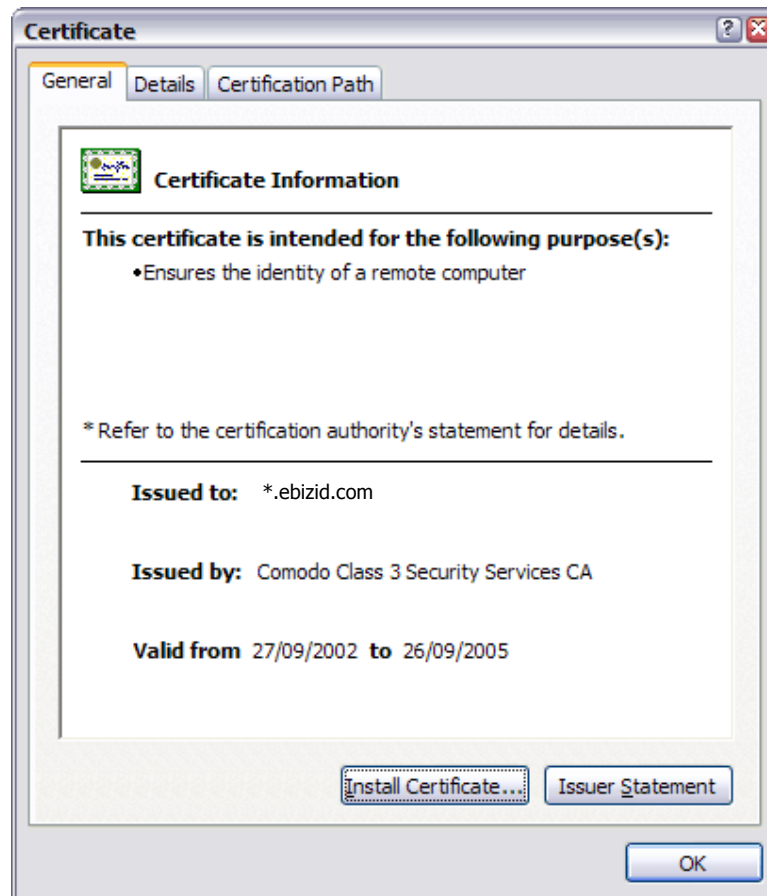 Certificate
General Details Certification Path
Certificate Information
This certificate is intended for the following purpose(s):
•Ensures the identity of a remote computer
* Refer to the certification authority's statement for details.
Issued to: *.ebizid.com
Issued by: Comodo Class 3 Security Services CA
Valid from 27/09/2002 to 26/09/2005
Install Certificate... Issuer Statement
OK